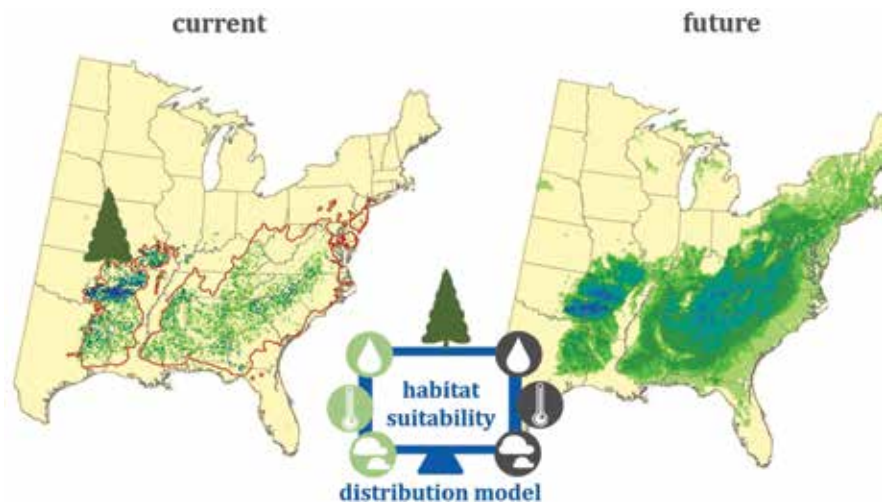 current
future
habitat
suitability
distribution model